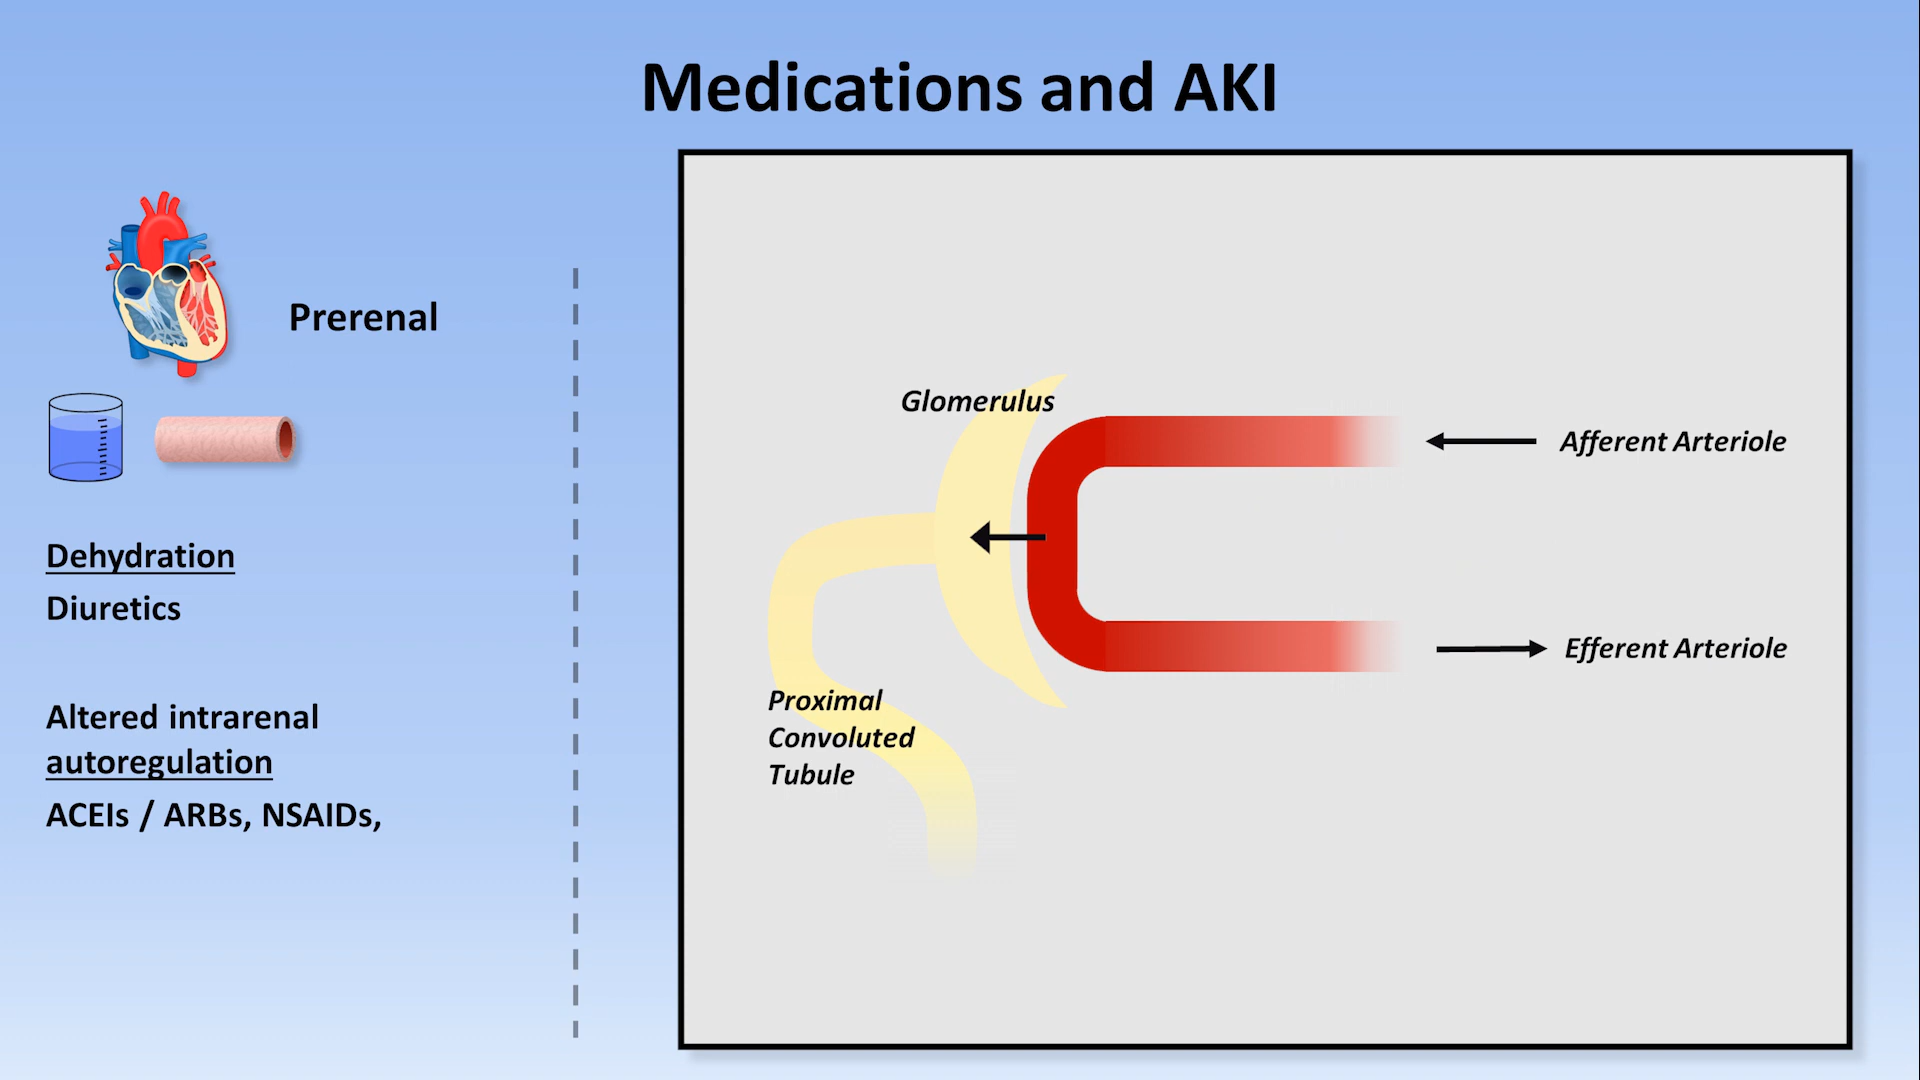 Medications and AKI
Prerenal
Dehydration
Diuretics
Altered intrarenal
autoregulation
ACEIs / ARBs, NSAIDs,
Glomerulus
Afferent Arteriole
Efferent Arteriole
Proximal
Convoluted
Tubule